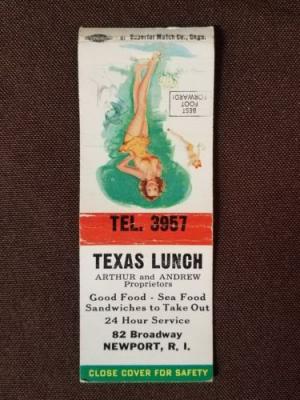 Superior Match Co., Chgo.
BEST
FOOT
FORWARD!
TEL. 3957
TEXAS LUNCH
ARTHUR and ANDREW
Proprietors
Good Food - Sea Food
Sandwiches to Take Out
24 Hour Service
82 Broadway
NEWPORT, R. I.
CLOSE COVER FOR SAFETY